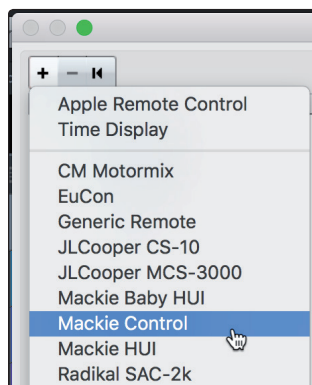 Apple Remote Control
Time Display
CM Motormix
EuCon
Generic Remote
JLCooper CS-10
JLCooper MCS-3000
Mackie Baby HUI
Mackie Control
Mackie HUI
Radikal SAC-2k